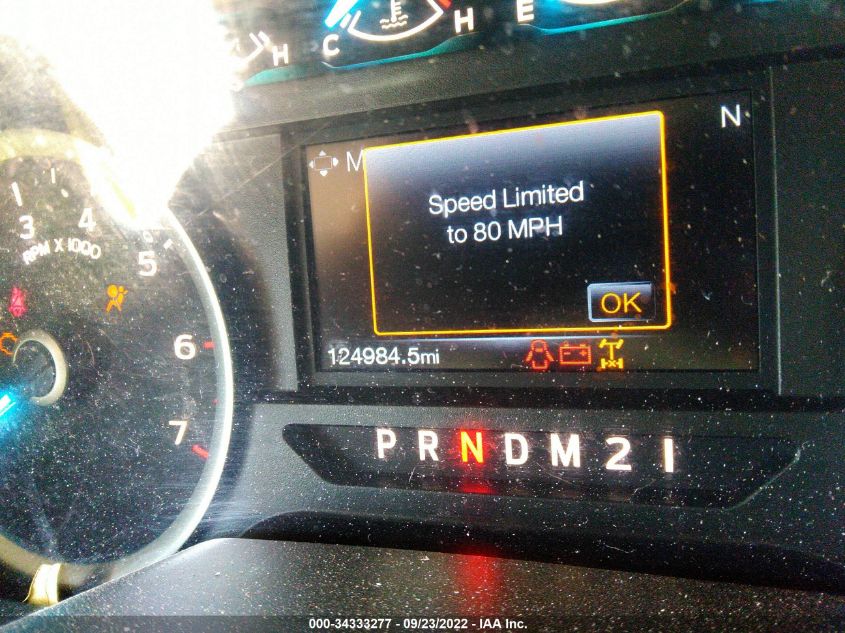 H
C
H
E
N
M
Speed Limited
to 80 MPH
OK
1
3
4
RPM X 1000
5
6
7
124984.5mi
P R N D M 2 1
000-34333277 - 09/23/2022 - IAA Inc.